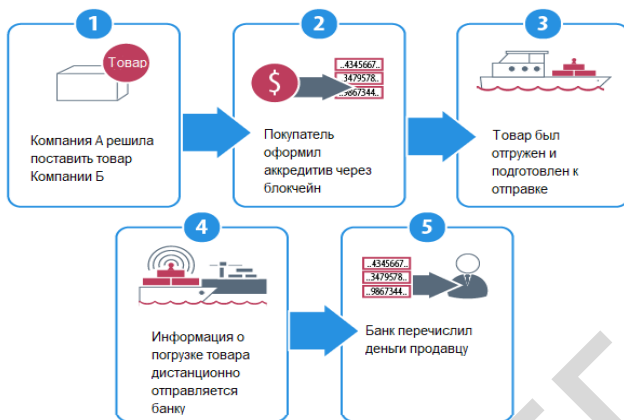 1
Товар
Компания А решила
поставить товар
Компании Б
2
$
..4345667..
..3479578..
..9867344..
Покупатель
оформил
аккредитив через
блокчейн
3
Товар был
отгружен и
подготовлен к
отправке
4
Информация о
погрузке товара
дистанционно
отправляется
банку
5
..4345667..
..3479578..
..9867344..
Банк перечислил
деньги продавцу